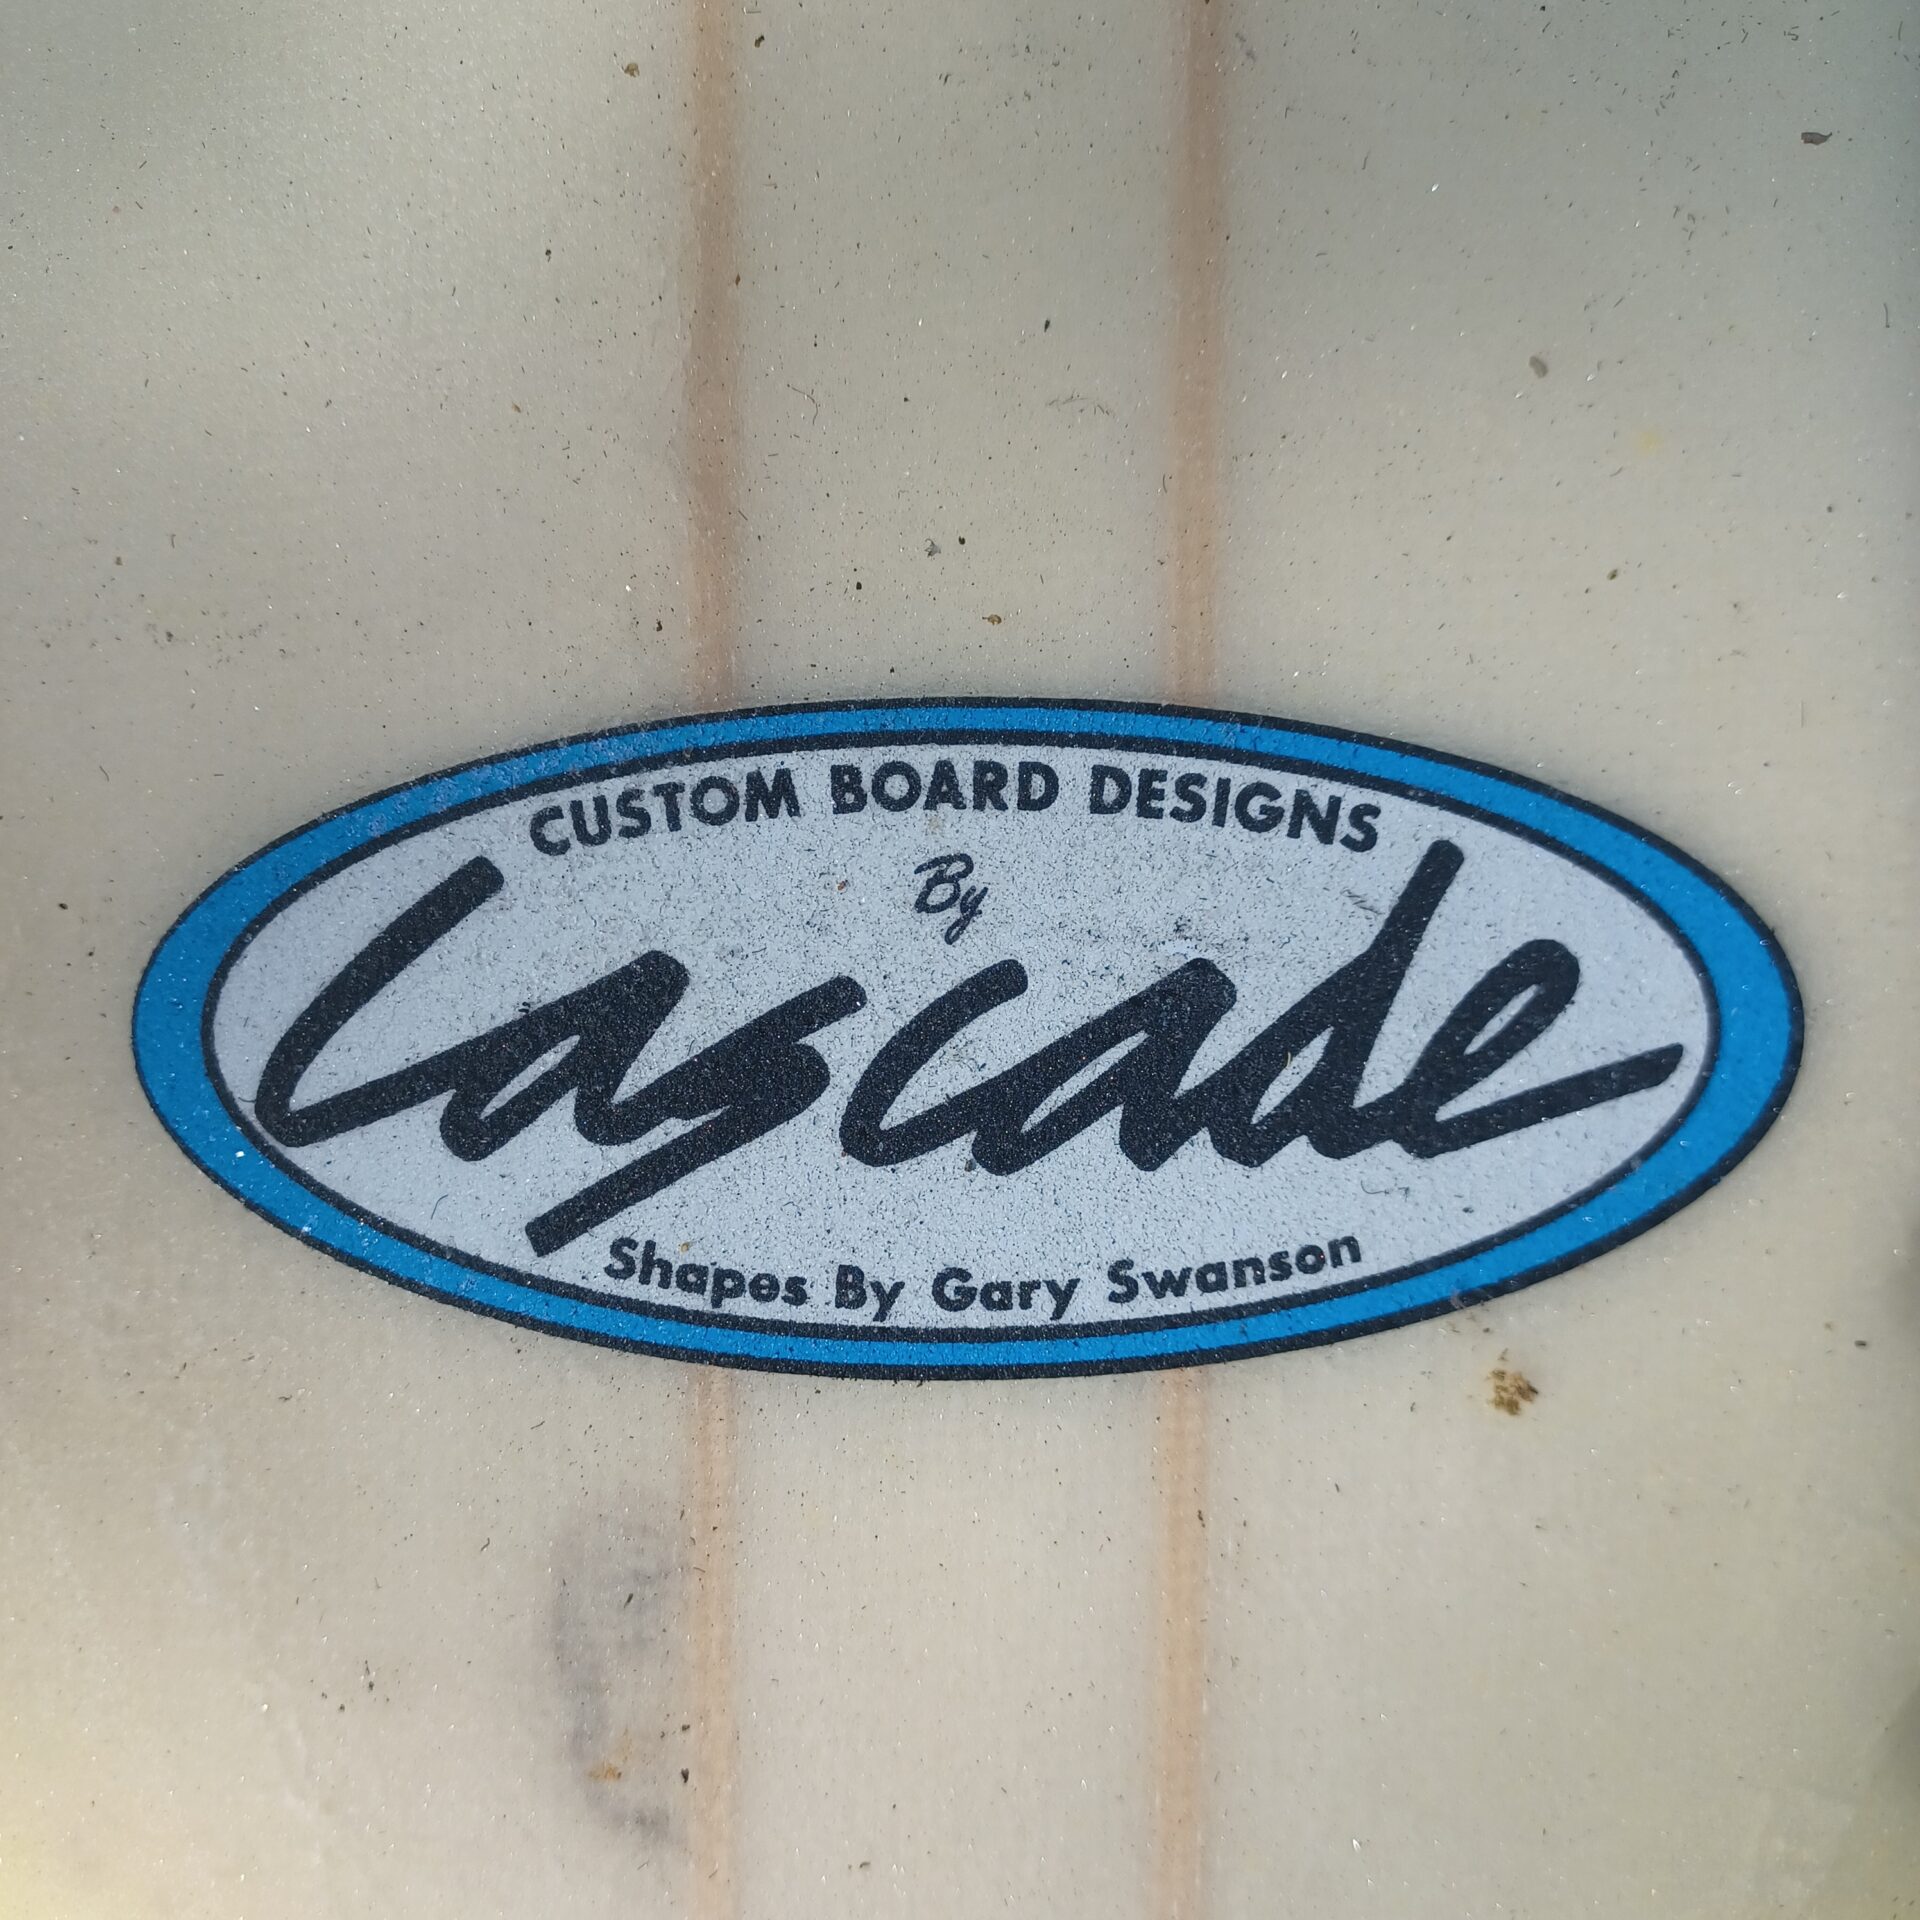 CUSTOM BOARD DESIGNS
By
Cascade
Shapes By Gary Swanson